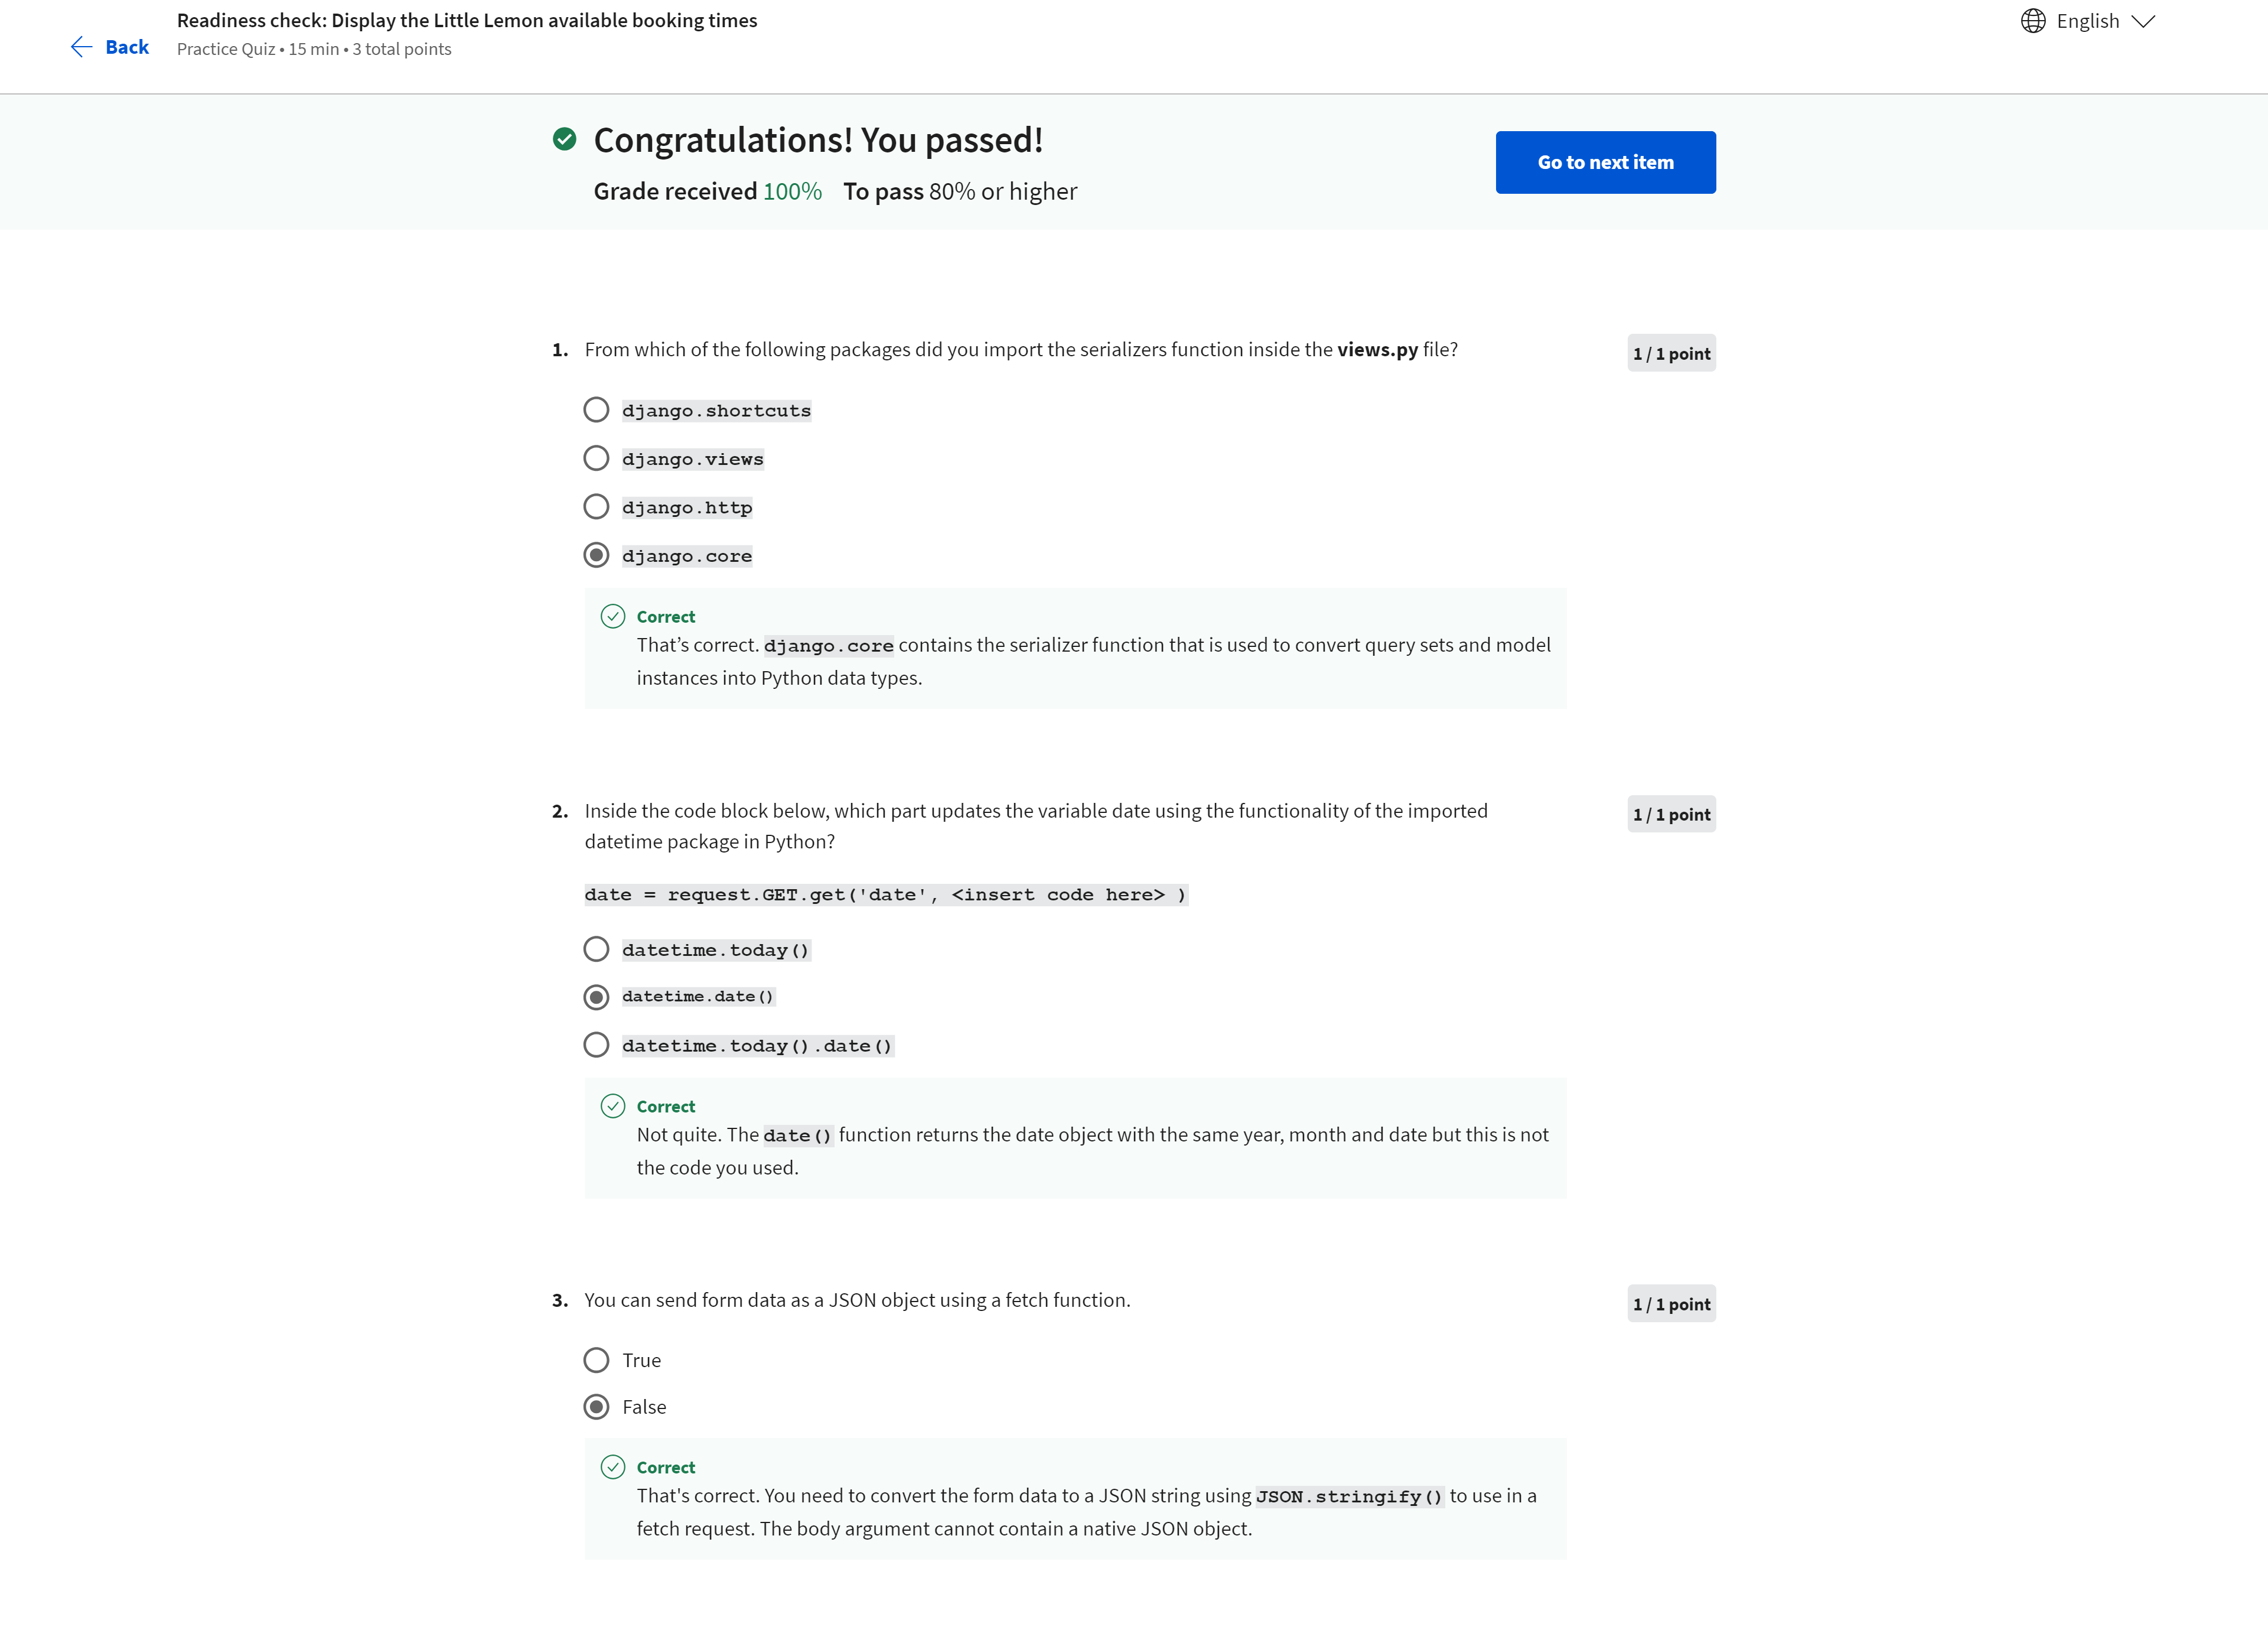 Readiness check: Display the Little Lemon available booking times
Back
Practice Quiz • 15 min • 3 total points
English
Congratulations! You passed!
Grade received 100% To pass 80% or higher
Go to next item
1. From which of the following packages did you import the serializers function inside the views.py file?
1 / 1 point
django.shortcuts
django.views
django.http
django.core
Correct
That’s correct. django.core contains the serializer function that is used to convert query sets and model
instances into Python data types.
2. Inside the code block below, which part updates the variable date using the functionality of the imported
datetime package in Python?
1 / 1 point
date = request.GET.get('date', <insert code here> )
datetime.today()
datetime.date()
datetime.today().date()
Correct
Not quite. The date() function returns the date object with the same year, month and date but this is not
the code you used.
3. You can send form data as a JSON object using a fetch function.
1 / 1 point
True
False
Correct
That's correct. You need to convert the form data to a JSON string using JSON.stringify() to use in a
fetch request. The body argument cannot contain a native JSON object.